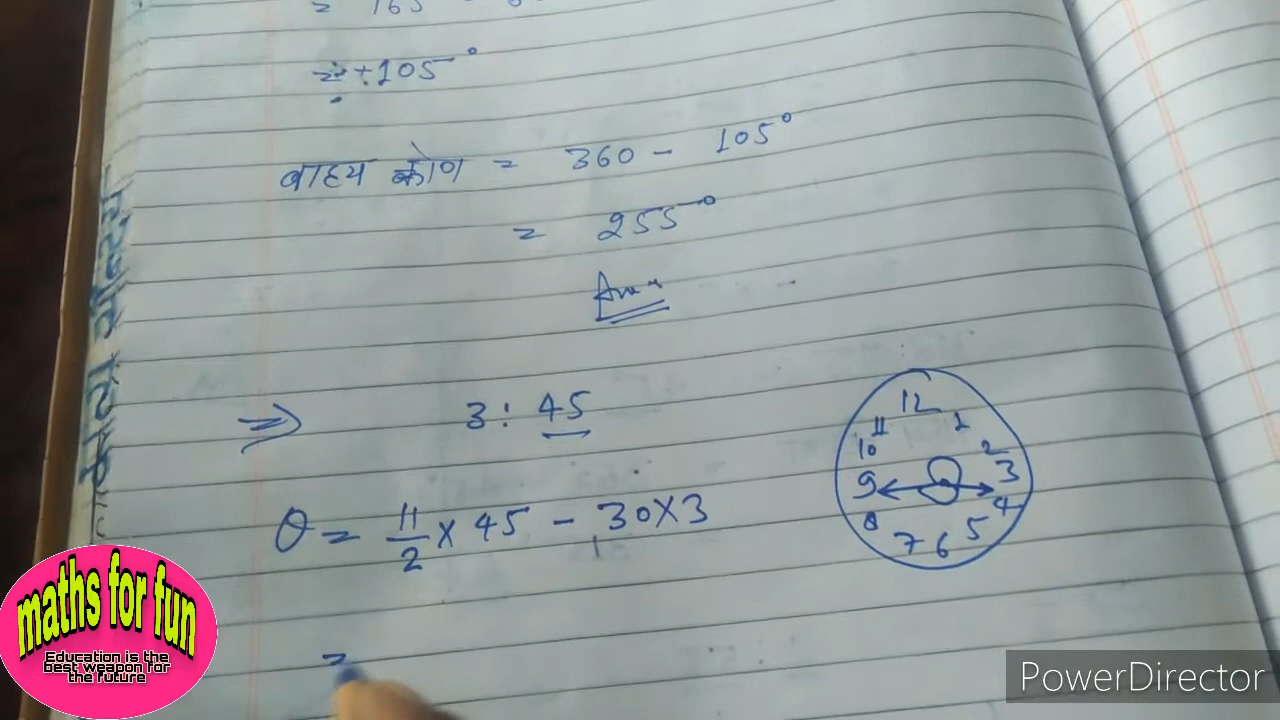 = 165
= +105°
बाह्य कोण = 360 - 105°
= 255°
Ans
⇒ 3 : 45
θ = 11/2 × 45 - 30×3
=
12
11 1
10 2
9 3
8 4
7 6 5
maths for fun
Education is the
best weapon for
the future
PowerDirector